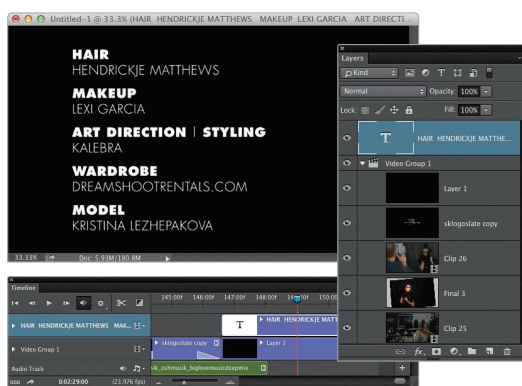 Untitled-1 @ 33.3% (HAIR HENDRICKJE MATTHEWS MAKEUP LEXI GARCIA ART DIRECTI...
HAIR
HENDRICKJE MATTHEWS
MAKEUP
LEXI GARCIA
ART DIRECTION | STYLING
KALEBRA
WARDROBE
DREAMSHOOTRENTALS.COM
MODEL
KRISTINA LEZHEPAKOVA
33.33%
Doc: 5.93M/180.8M
Layers
Kind
T
Normal
Opacity: 100%
Lock:
Fill: 100%
T
HAIR HENDRICKJE MATTHE...
Video Group 1
Layer 1
sklogoslate copy
Clip 26
Final 3
Clip 25
fx
Timeline
145:00f 146:00f 147:00f 148:00f 149:00f 150:00
HAIR HENDRICKJE MATTHEWS MAK...
T
HAIR HENDRICKJE MATTHEWS
Video Group 1
sklogoslate copy
Layer 1
Audio Track
sik_oshmusik_biglovemusicdeepmix
0:02:29:00
(23.976 fps)